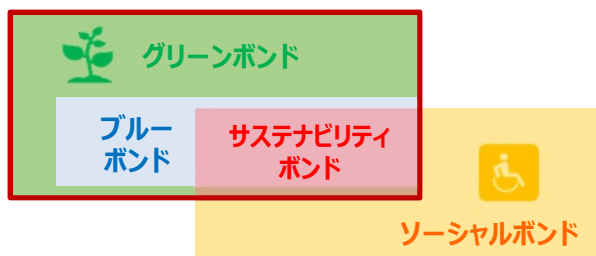 グリーンボンド
ブルー
ボンド
サステナビリティ
ボンド
ソーシャルボンド